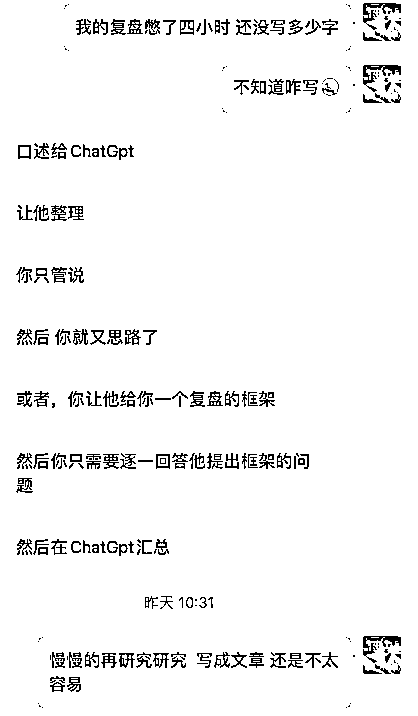 我的复盘憋了四小时 还没写多少字
不知道咋写
口述给ChatGpt
让他整理
你只管说
然后 你就又思路了
或者，你让他给你一个复盘的框架
然后你只需要逐一回答他提出框架的问
题
然后在ChatGpt汇总
昨天 10:31
慢慢的再研究研究 写成文章 还是不太
容易